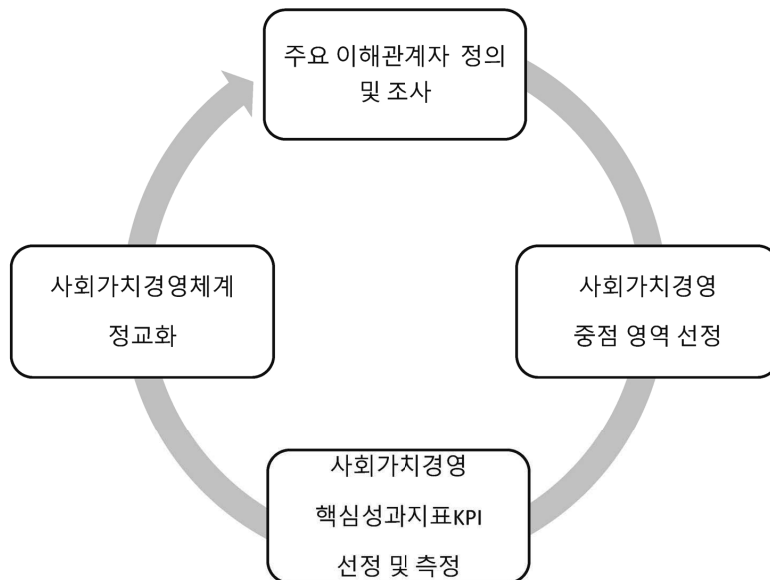 주요 이해관계자 정의
및 조사
사회가치경영
중점 영역 선정
사회가치경영
핵심성과지표KPI
선정 및 측정
사회가치경영체계
정교화